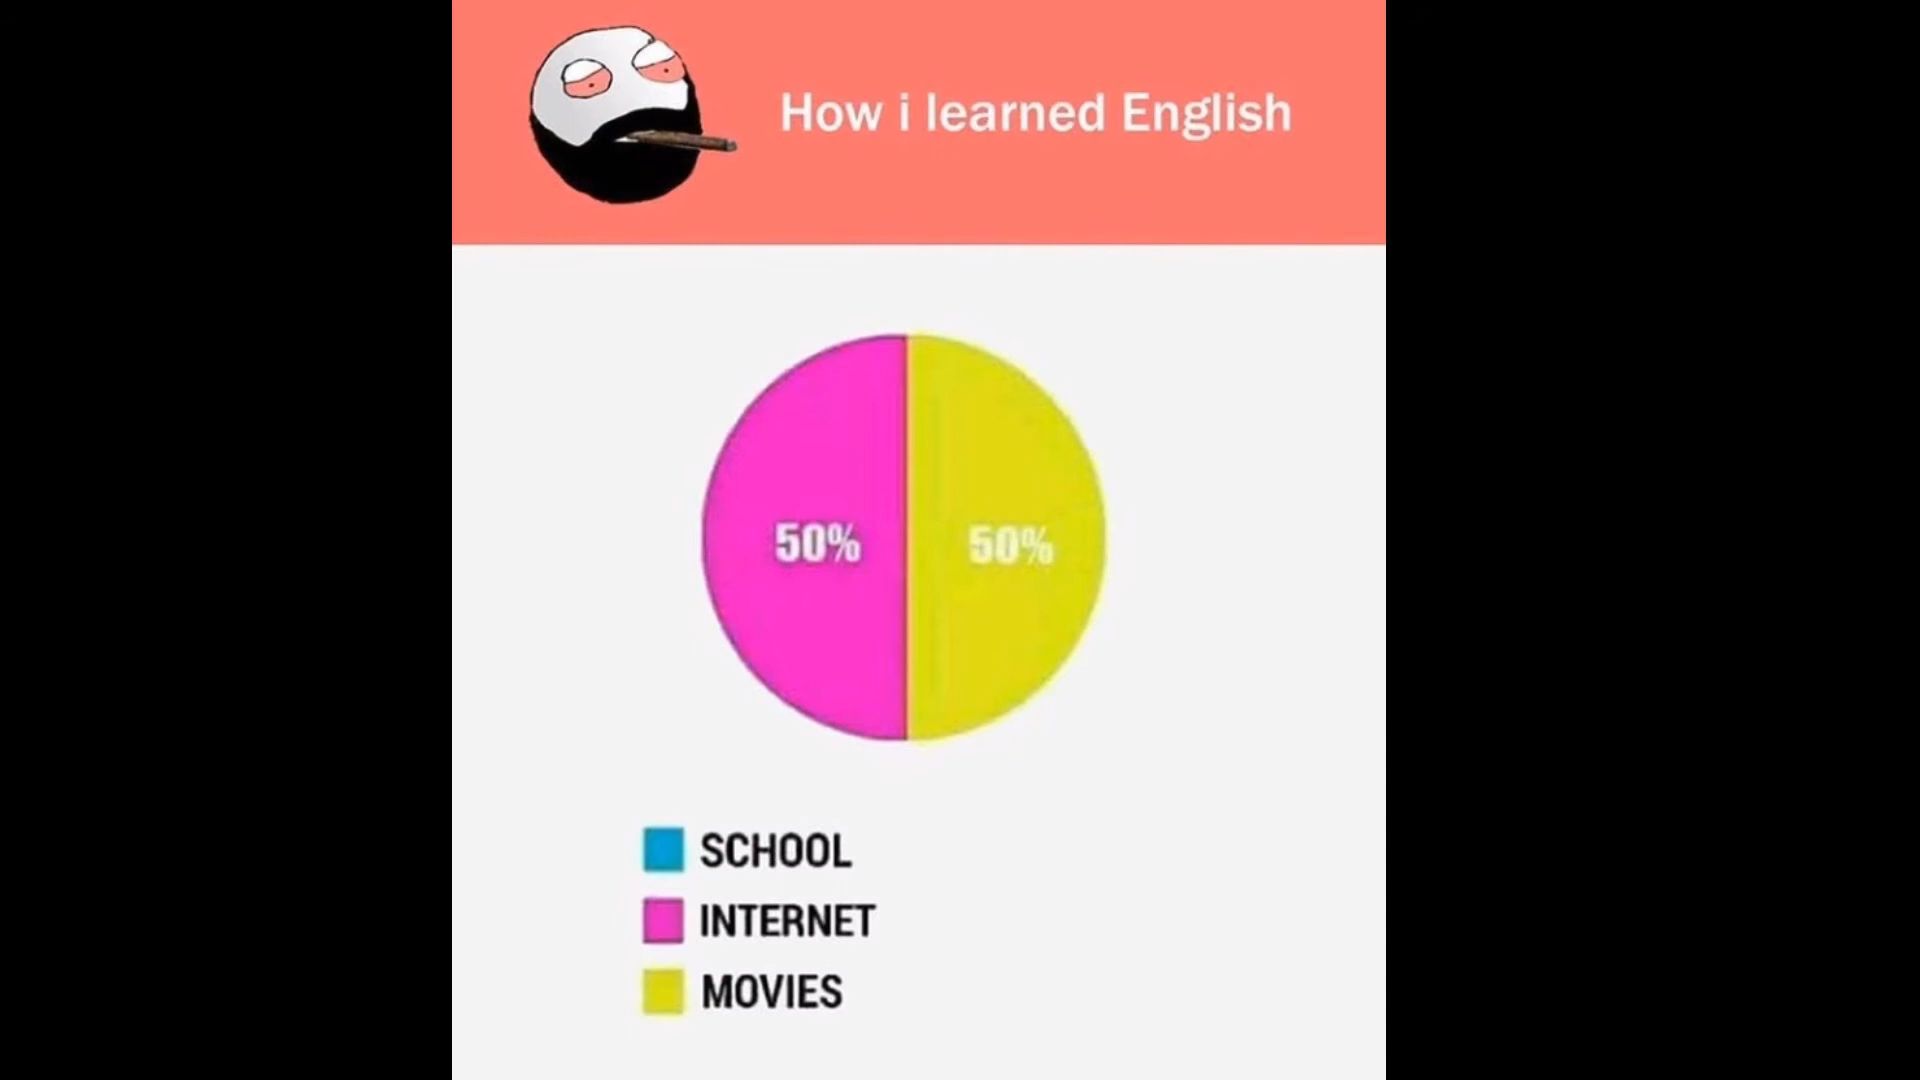 How i learned English
50%
50%
SCHOOL
INTERNET
MOVIES